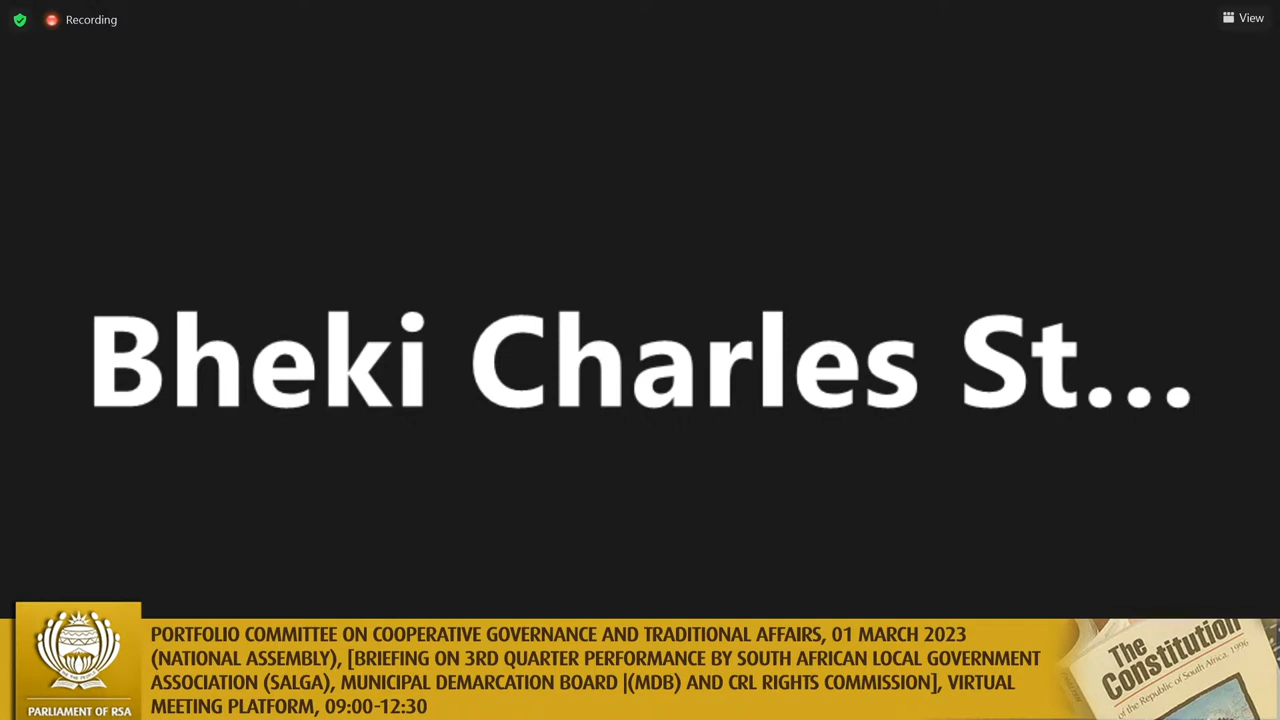 Recording
View
Bheki Charles St...
PORTFOLIO COMMITTEE ON COOPERATIVE GOVERNANCE AND TRADITIONAL AFFAIRS, 01 MARCH 2023
(NATIONAL ASSEMBLY), [BRIEFING ON 3RD QUARTER PERFORMANCE BY SOUTH AFRICAN LOCAL GOVERNMENT
ASSOCIATION (SALGA), MUNICIPAL DEMARCATION BOARD |(MDB) AND CRL RIGHTS COMMISSION], VIRTUAL
MEETING PLATFORM, 09:00-12:30
PARLIAMENT OF RSA
The
Constitution
of the Republic of South Africa, 1996